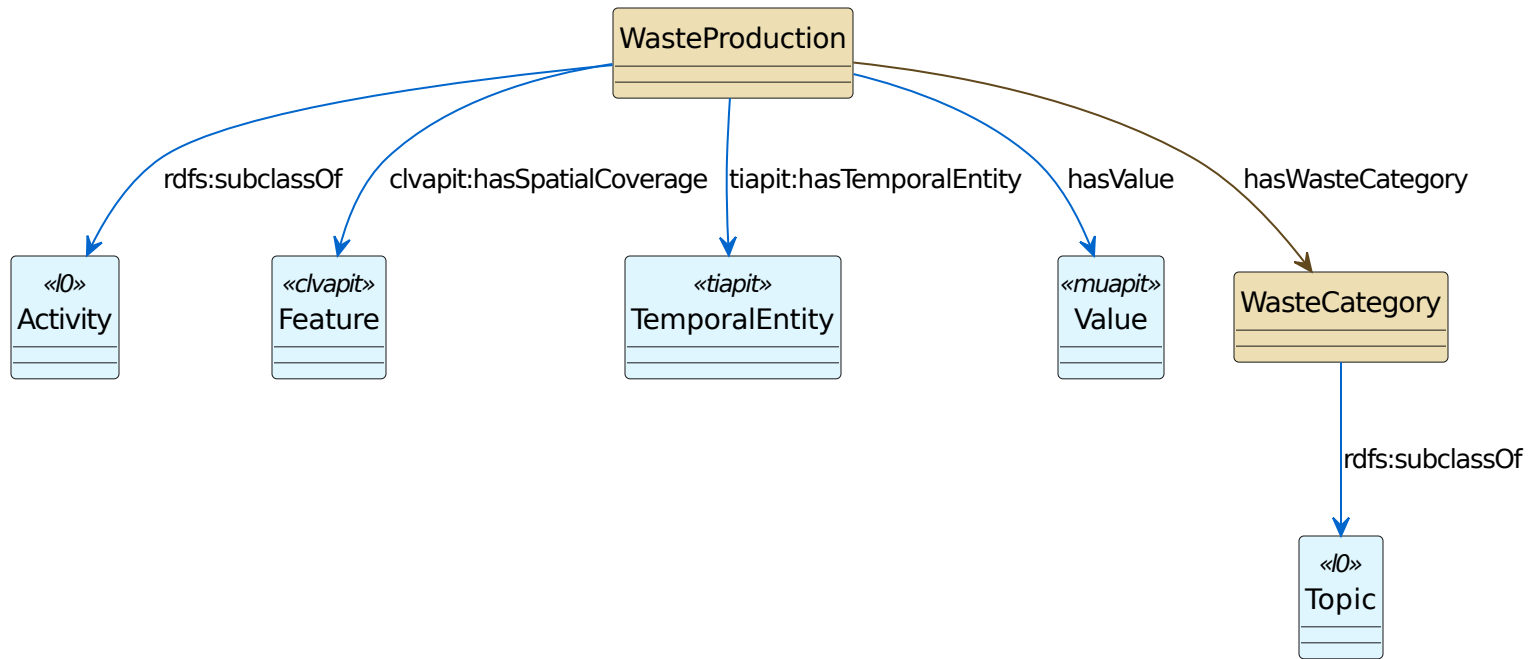 WasteProduction
rdfs:subclassOf
clvapit:hasSpatialCoverage
tiapit:hasTemporalEntity
hasValue
hasWasteCategory
«l0»
Activity
«clvapit»
Feature
«tiapit»
TemporalEntity
«muapit»
Value
WasteCategory
rdfs:subclassOf
«l0»
Topic